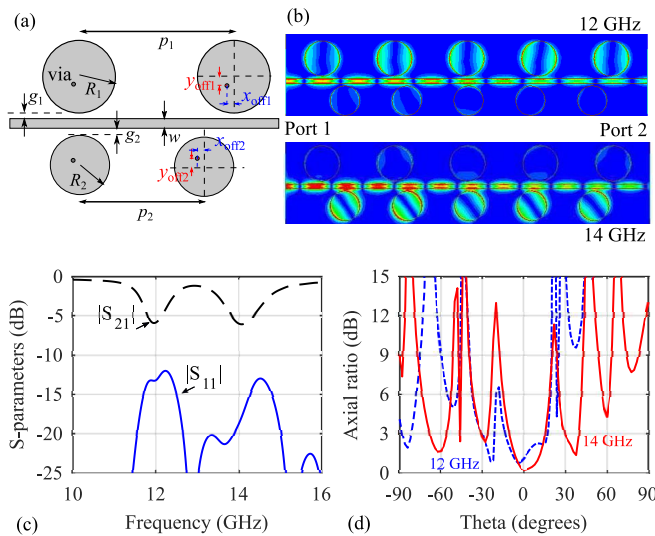 (a)
p1
via
R1
g1
yoff1
xoff1
g2
w
xoff2
yoff2
R2
p2
(b)
12 GHz
Port 1
Port 2
14 GHz
S-parameters (dB)
0
-5
-10
-15
-20
-25
|S21|
|S11|
10
12
14
16
Frequency (GHz)
(c)
Axial ratio (dB)
15
12
9
6
3
0
12 GHz
14 GHz
-90
-60
-30
0
30
60
90
Theta (degrees)
(d)